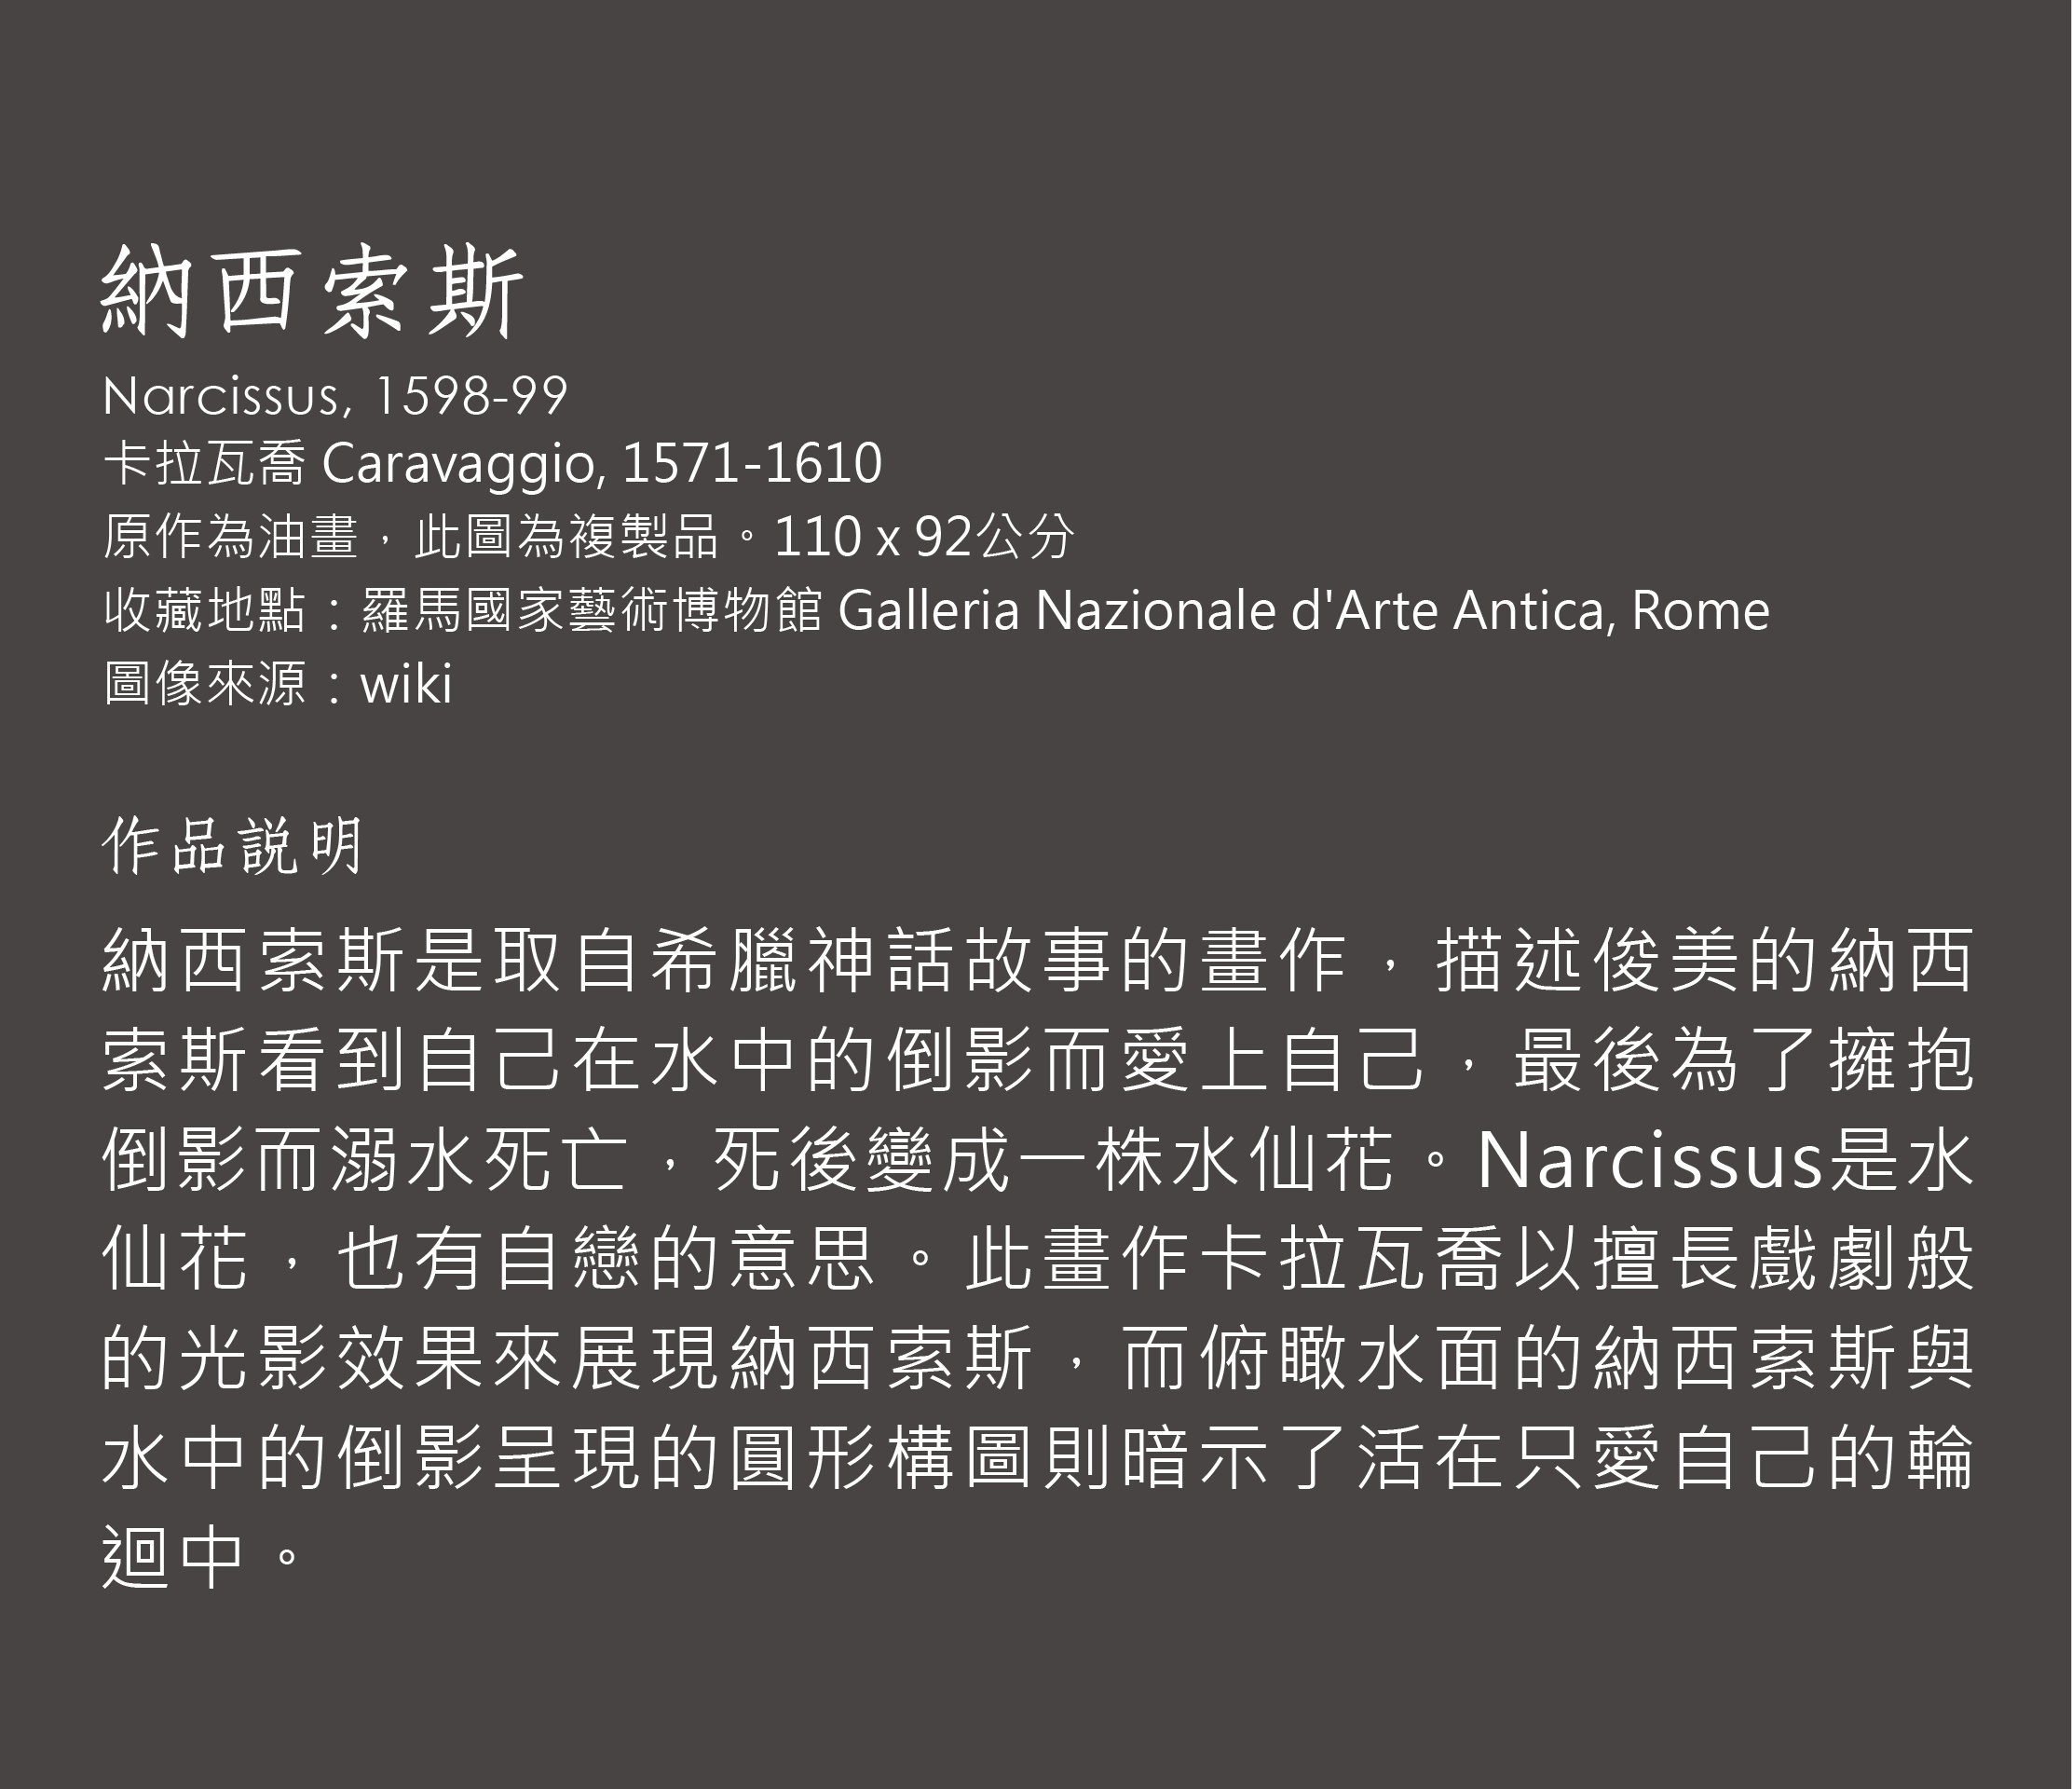 納西索斯
Narcissus, 1598-99
卡拉瓦喬 Caravaggio, 1571-1610
原作為油畫，此圖為複製品。110 x 92公分
收藏地點：羅馬國家藝術博物館 Galleria Nazionale d'Arte Antica, Rome
圖像來源：wiki
作品說明
納西索斯是取自希臘神話故事的畫作，描述俊美的納西
索斯看到自己在水中的倒影而愛上自己，最後為了擁抱
倒影而溺水死亡，死後變成一株水仙花。Narcissus是水
仙花，也有自戀的意思。此畫作卡拉瓦喬以擅長戲劇般
的光影效果來展現納西索斯，而俯瞰水面的納西索斯與
水中的倒影呈現的圓形構圖則暗示了活在只愛自己的輪
迴中。